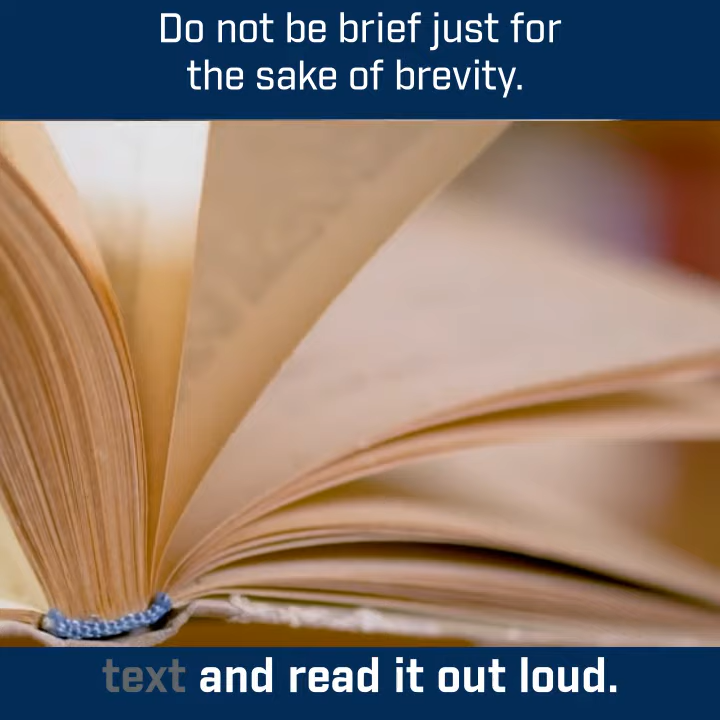 Do not be brief just for
the sake of brevity.
text and read it out loud.